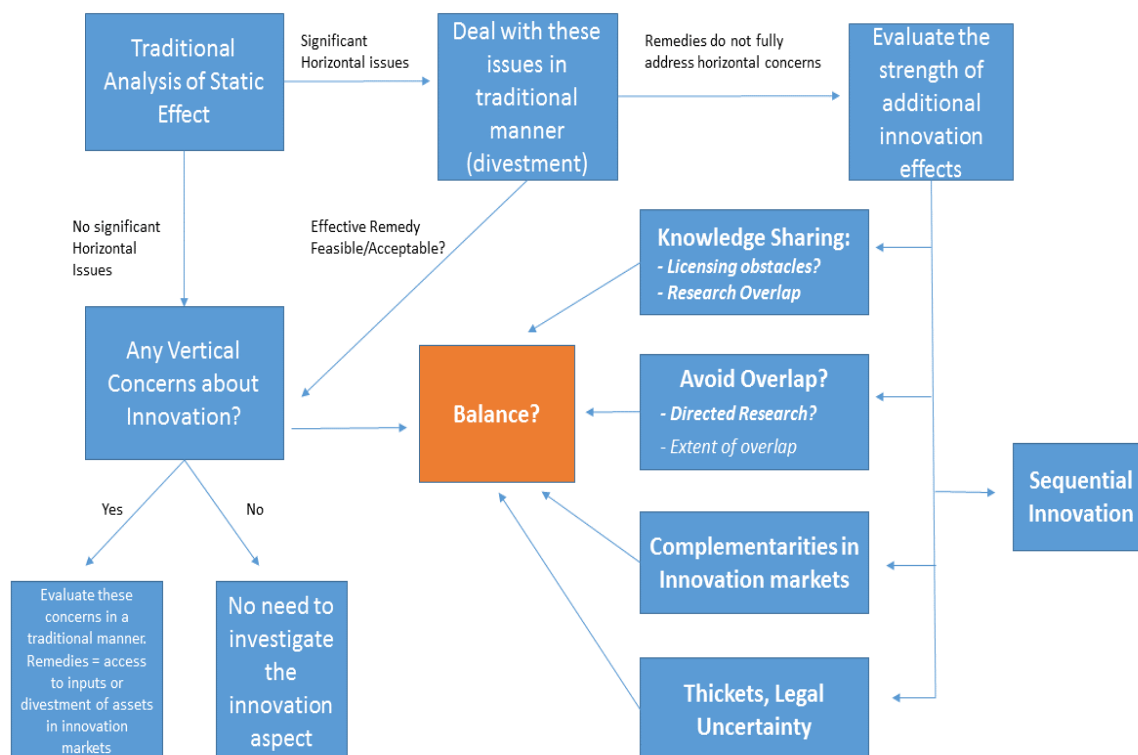 Traditional
Analysis of Static
Effect
Significant
Horizontal issues
Deal with these
issues in
traditional
manner
(divestment)
Remedies do not fully
address horizontal concerns
Evaluate the
strength of
additional
innovation
effects
No significant
Horizontal
Issues
Effective Remedy
Feasible/Acceptable?
Knowledge Sharing:
- Licensing obstacles?
- Research Overlap
Any Vertical
Concerns about
Innovation?
Balance?
Avoid Overlap?
- Directed Research?
- Extent of overlap
Sequential
Innovation
Yes
No
Complementarities in
Innovation markets
Evaluate these
concerns in a
traditional manner.
Remedies = access
to inputs or
divestment of assets
in innovation
markets
No need to
investigate
the
innovation
aspect
Thickets, Legal
Uncertainty